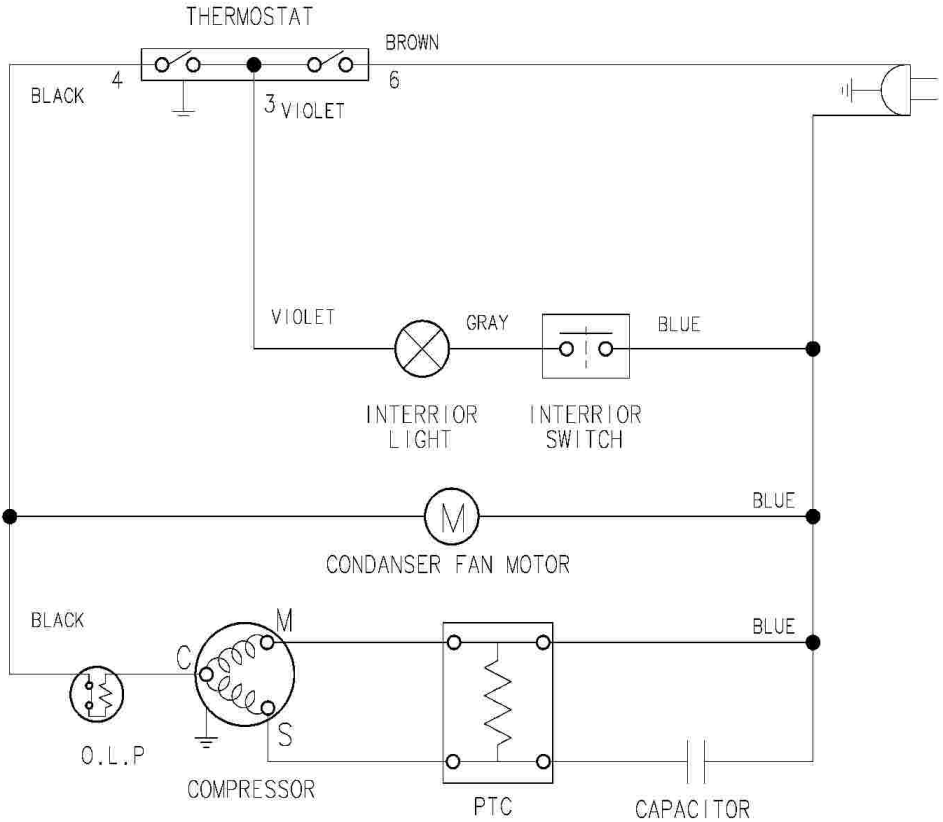 THERMOSTAT
BROWN
4
6
BLACK
3 VIOLET
VIOLET
GRAY
BLUE
INTERRIOR
LIGHT
INTERRIOR
SWITCH
BLUE
M
CONDANSER FAN MOTOR
BLACK
M
BLUE
C
S
O.L.P
COMPRESSOR
PTC
CAPACITOR